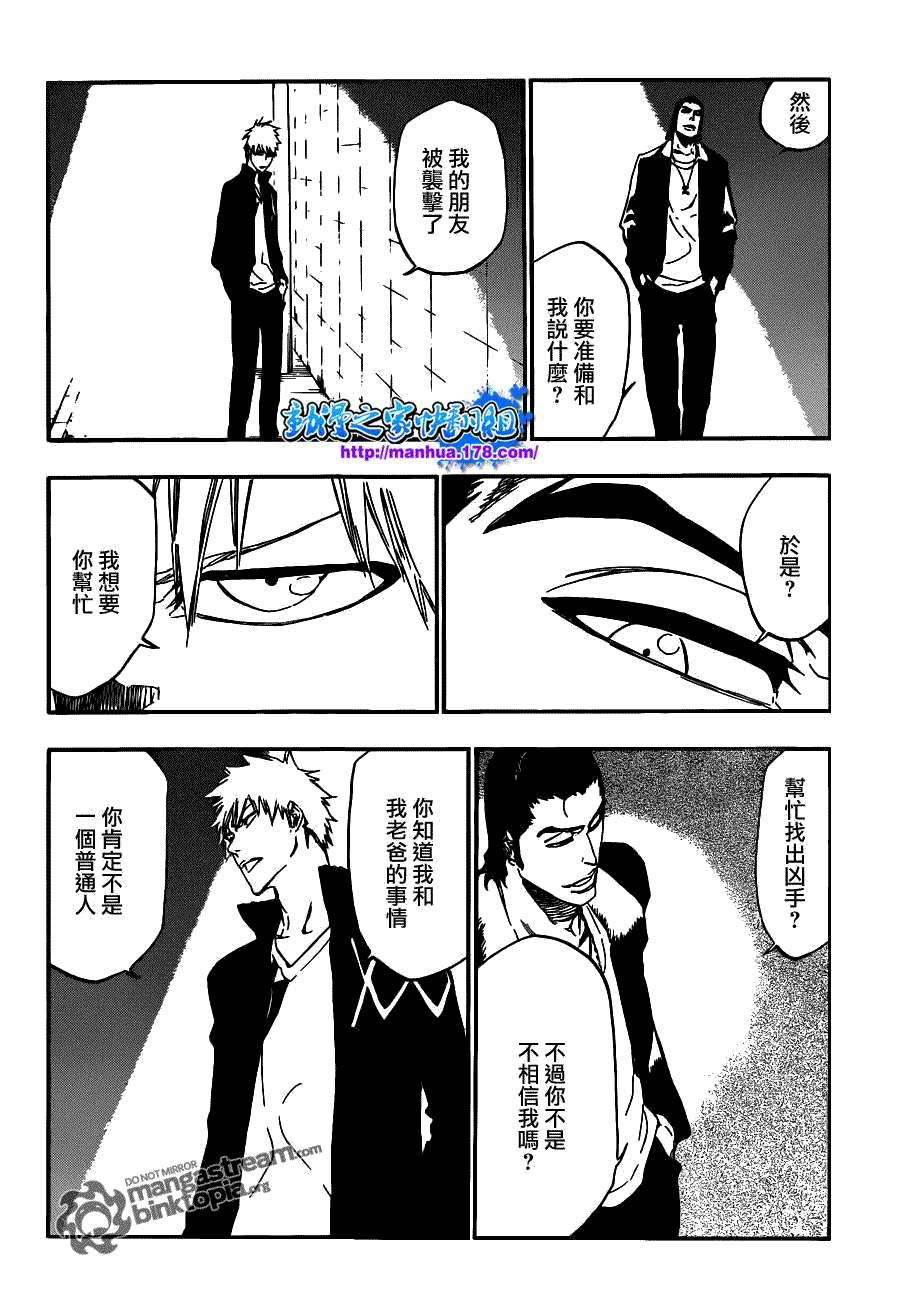 然後
你要准備和
我説什麼?
我的朋友
被襲擊了
動漫之家快翻組
http://manhua.178.com/
於是?
我想要
你幫忙
幫忙找出凶手?
不過你不是
不相信我嗎?
你知道我和
我老爸的事情
你肯定不是
一個普通人
DO NOT MIRROR
mangastream.com
binktopia.org